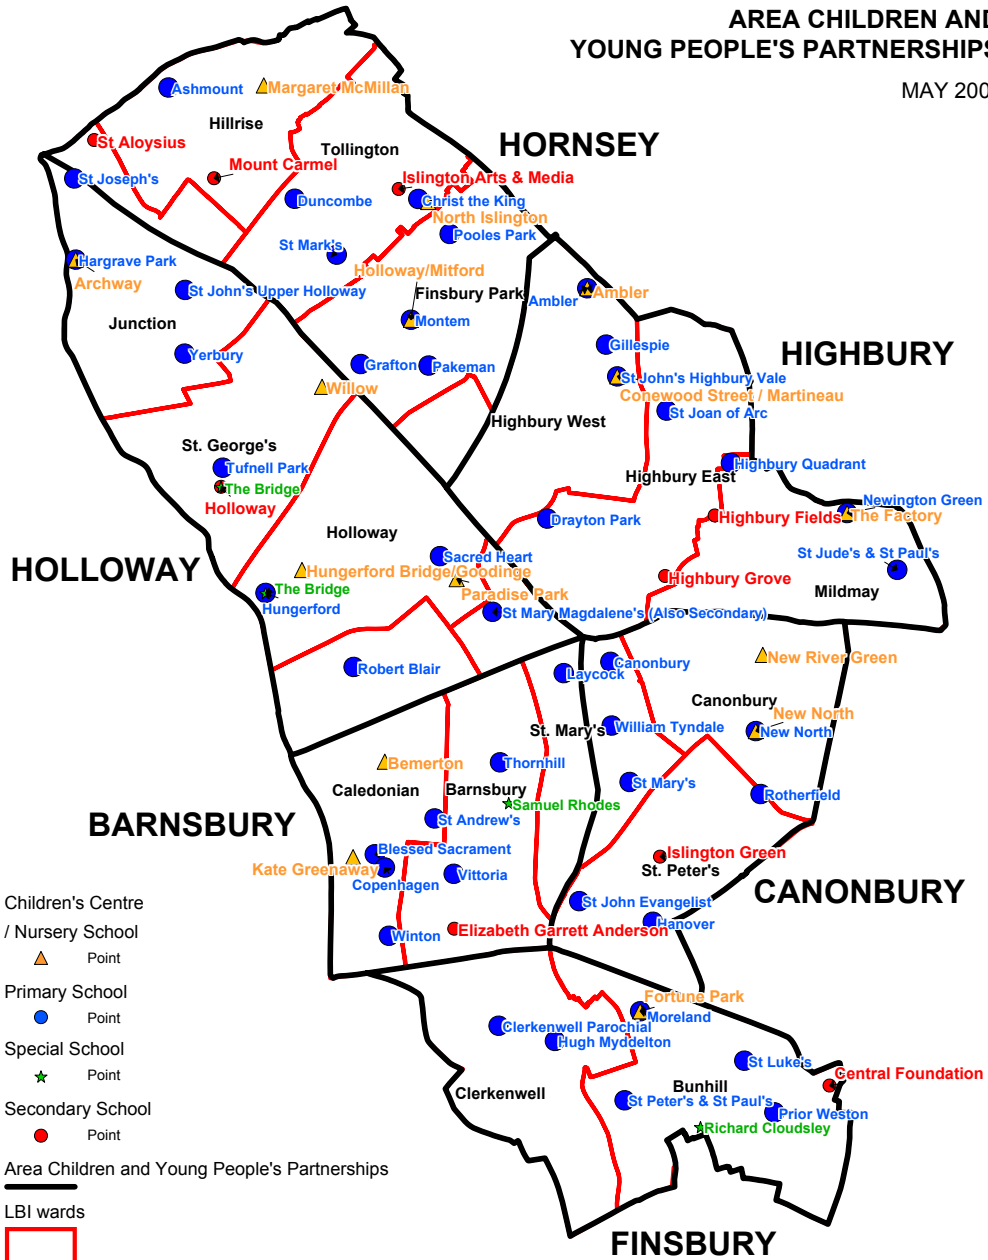 AREA CHILDREN AND
YOUNG PEOPLE'S PARTNERSHIPS
MAY 200
Ashmount
Margaret McMillan
Hillrise
St Aloysius
Tollington
HORNSEY
Mount Carmel
St Joseph's
Islington Arts & Media
Duncombe
Christ the King
North Islington
Pooles Park
St Mark's
Hargrave Park
Archway
Holloway/Mitford
St John's Upper Holloway
Finsbury Park
Ambler
Ambler
Junction
Montem
Gillespie
HIGHBURY
Yerbury
Grafton
Pakeman
St John's Highbury Vale
Willow
Conewood Street / Martineau
St Joan of Arc
Highbury West
St. George's
Tufnell Park
Highbury Quadrant
Highbury East
The Bridge
Holloway
Newington Green
The Factory
Highbury Fields
Drayton Park
Holloway
Sacred Heart
St Jude's & St Paul's
HOLLOWAY
Hungerford Bridge/Goodinge
Highbury Grove
The Bridge
Paradise Park
Mildmay
Hungerford
St Mary Magdalene's (Also Secondary)
Robert Blair
Canonbury
New River Green
Laycock
Canonbury
New North
St. Mary's
William Tyndale
New North
Bemerton
Thornhill
Caledonian
Barnsbury
St Mary's
Rotherfield
Samuel Rhodes
St Andrew's
BARNSBURY
Blessed Sacrament
Islington Green
Kate Greenaway
St. Peter's
Copenhagen
Vittoria
CANONBURY
St John Evangelist
Hanover
Winton
Elizabeth Garrett Anderson
Children's Centre
/ Nursery School
Point
Primary School
Point
Special School
Point
Secondary School
Point
Area Children and Young People's Partnerships
LBI wards
Fortune Park
Moreland
Clerkenwell Parochial
Hugh Myddelton
St Luke's
Central Foundation
Bunhill
Clerkenwell
St Peter's & St Paul's
Prior Weston
Richard Cloudsley
FINSBURY